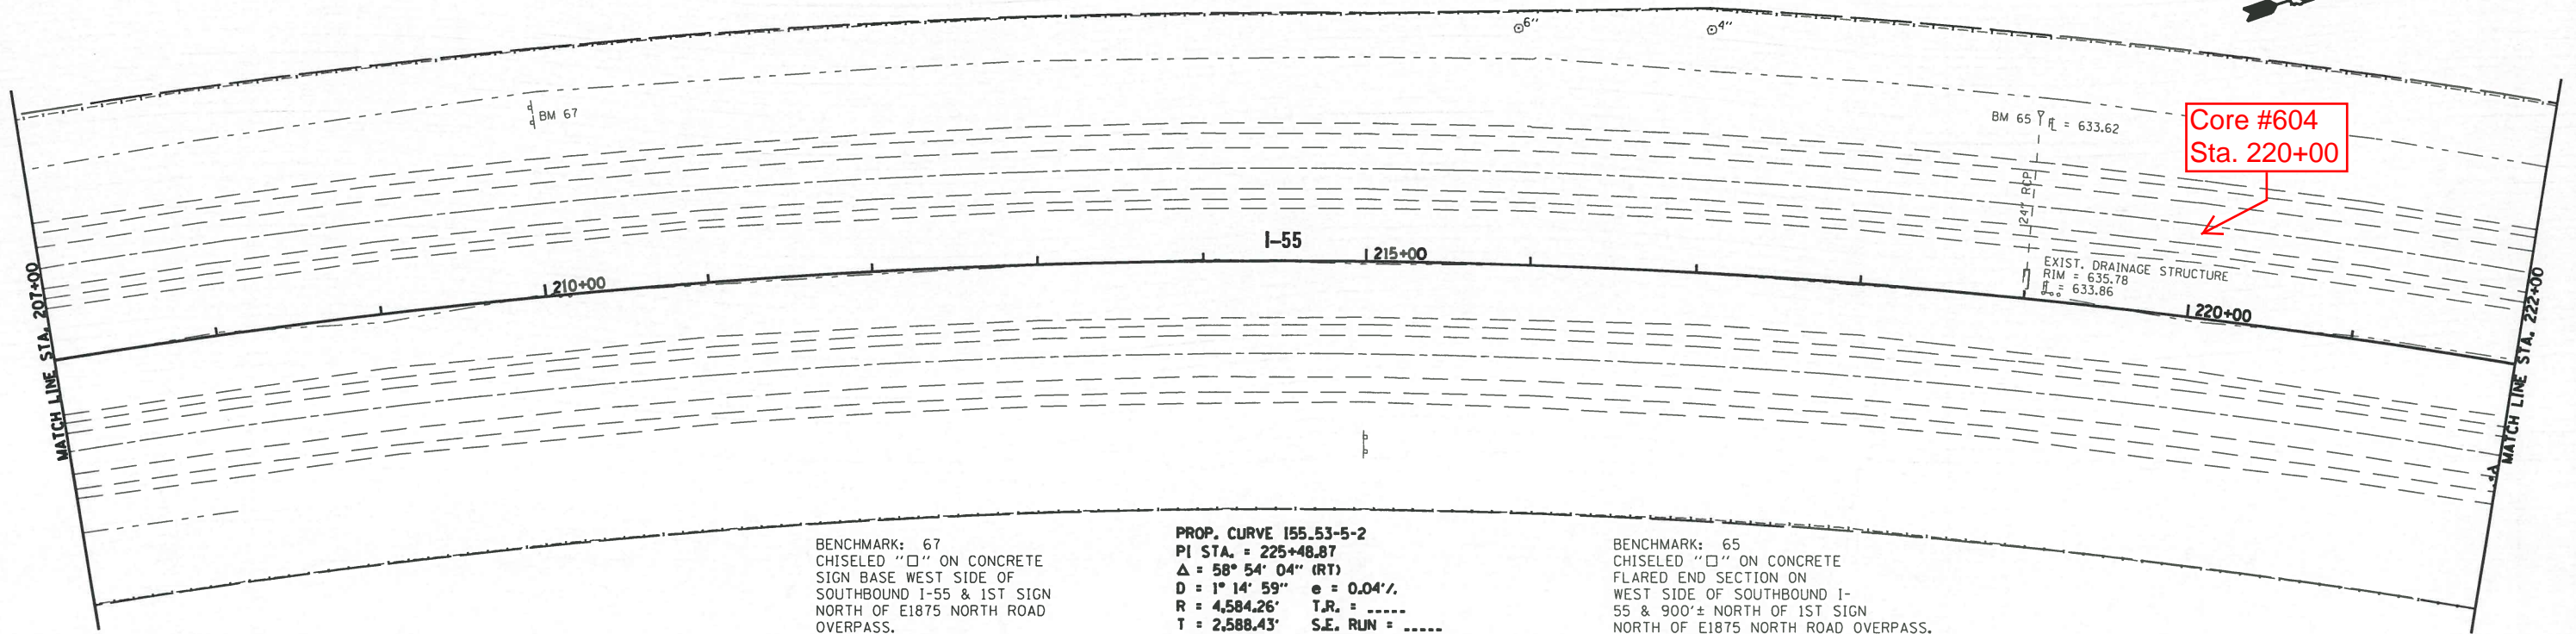 6"
4"
BM 67
BM 65
FL = 633.62
Core #604
Sta. 220+00
24" RCP
I-55
215+00
210+00
EXIST. DRAINAGE STRUCTURE
RIM = 635.78
FL = 633.86
220+00
MATCH LINE STA. 207+00
MATCH LINE STA. 222+00
BENCHMARK: 67
CHISELED "□" ON CONCRETE
SIGN BASE WEST SIDE OF
SOUTHBOUND I-55 & 1ST SIGN
NORTH OF E1875 NORTH ROAD
OVERPASS.
PROP. CURVE I55.53-5-2
PI STA. = 225+48.87
Δ = 58° 54' 04" (RT)
D = 1° 14' 59" e = 0.04'/.
R = 4,584.26' T.R. = -----
T = 2,588.43' S.E. RUN = -----
BENCHMARK: 65
CHISELED "□" ON CONCRETE
FLARED END SECTION ON
WEST SIDE OF SOUTHBOUND I-
55 & 900'± NORTH OF 1ST SIGN
NORTH OF E1875 NORTH ROAD OVERPASS.